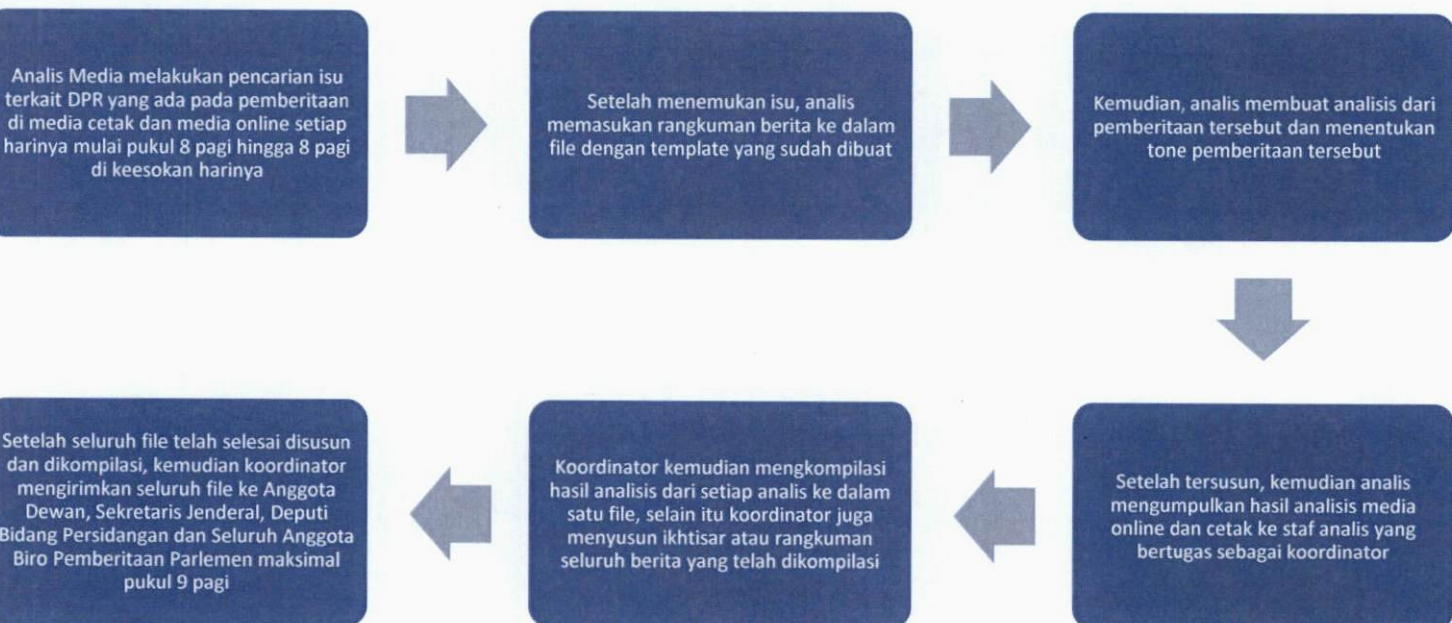 Analis Media melakukan pencarian isu
terkait DPR yang ada pada pemberitaan
di media cetak dan media online setiap
harinya mulai pukul 8 pagi hingga 8 pagi
di keesokan harinya
Setelah menemukan isu, analis
memasukan rangkuman berita ke dalam
file dengan template yang sudah dibuat
Kemudian, analis membuat analisis dari
pemberitaan tersebut dan menentukan
tone pemberitaan tersebut
Setelah tersusun, kemudian analis
mengumpulkan hasil analisis media
online dan cetak ke staf analis yang
bertugas sebagai koordinator
Koordinator kemudian mengkompilasi
hasil analisis dari setiap analis ke dalam
satu file, selain itu koordinator juga
menyusun ikhtisar atau rangkuman
seluruh berita yang telah dikompilasi
Setelah seluruh file telah selesai disusun
dan dikompilasi, kemudian koordinator
mengirimkan seluruh file ke Anggota
Dewan, Sekretaris Jenderal, Deputi
Bidang Persidangan dan Seluruh Anggota
Biro Pemberitaan Parlemen maksimal
pukul 9 pagi